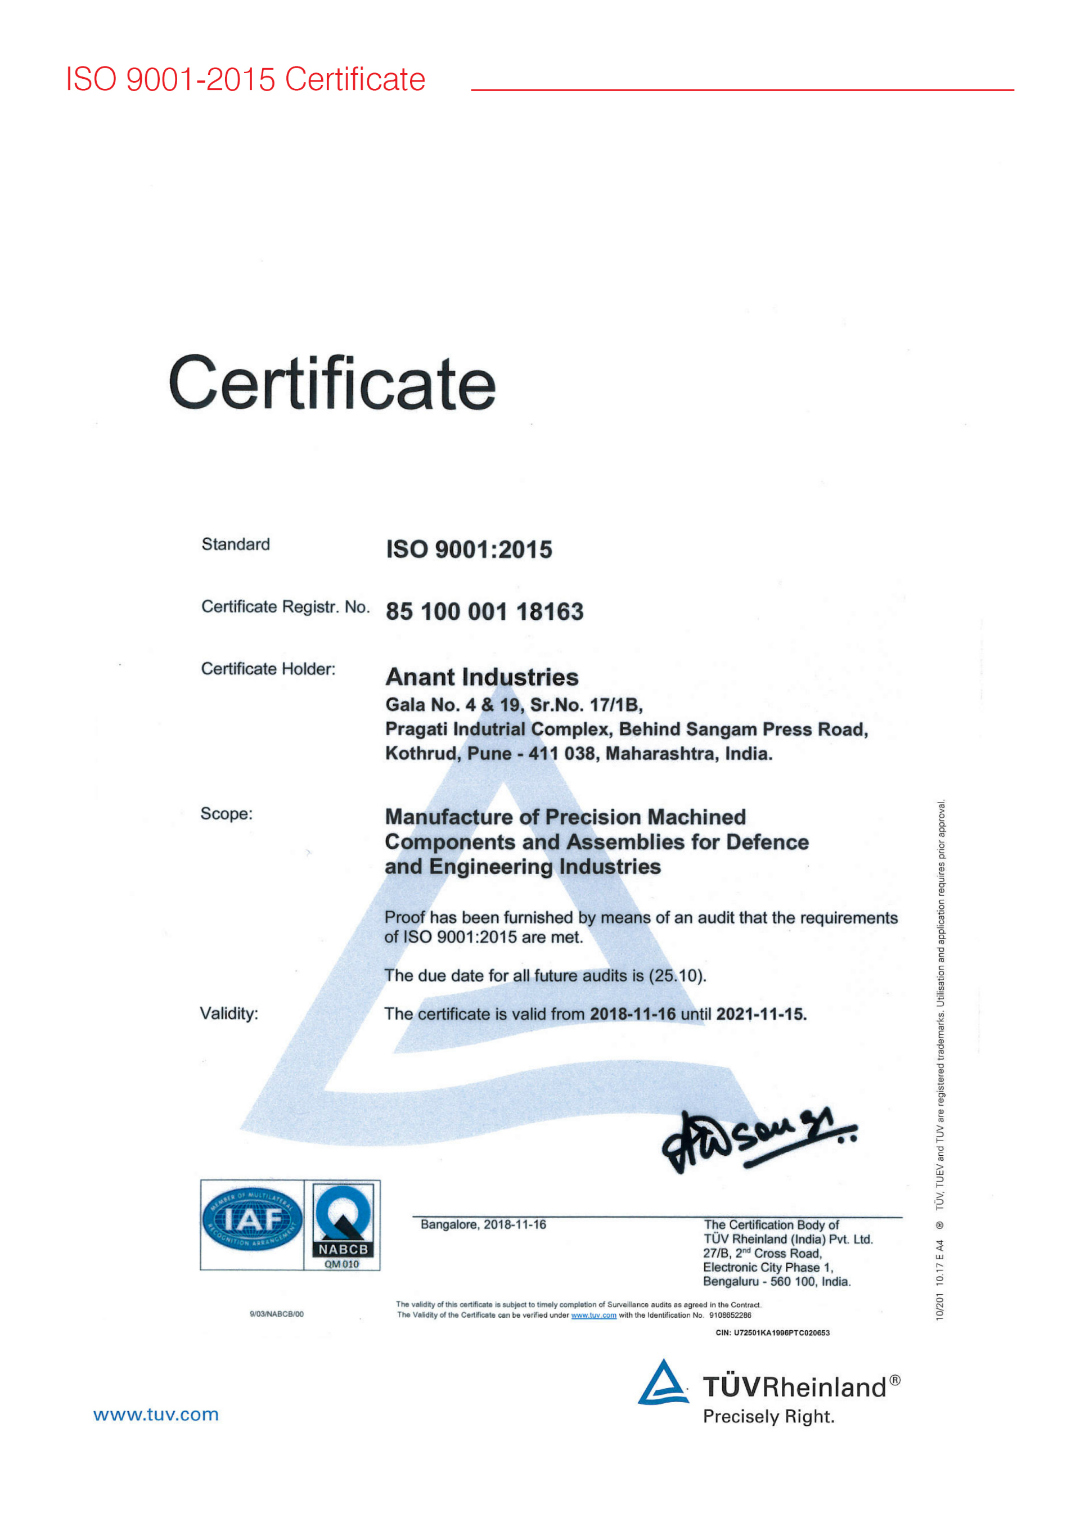 ISO 9001-2015 Certificate
Certificate
Standard
ISO 9001:2015
Certificate Registr. No.
85 100 001 18163
Certificate Holder:
Anant Industries
Gala No. 4 & 19, Sr.No. 17/1B,
Pragati Indutrial Complex, Behind Sangam Press Road,
Kothrud, Pune - 411 038, Maharashtra, India.
Scope:
Manufacture of Precision Machined
Components and Assemblies for Defence
and Engineering Industries
Proof has been furnished by means of an audit that the requirements
of ISO 9001:2015 are met.
The due date for all future audits is (25.10).
Validity:
The certificate is valid from 2018-11-16 until 2021-11-15.
MEMBER OF MULTILATERAL
IAF
RECOGNITION ARRANGEMENT
NABCB
QM 010
Bangalore, 2018-11-16
The Certification Body of
TÜV Rheinland (India) Pvt. Ltd.
27/B, 2nd Cross Road,
Electronic City Phase 1,
Bengaluru - 560 100, India.
9/03/NABCB/00
The validity of this certificate is subject to timely completion of Surveillance audits as agreed in the Contract.
The Validity of the Certificate can be verified under www.tuv.com with the Identification No. 9108652286
CIN: U72501KA1996PTC020653
10/201 10.17 E A4 ® TÜV, TUEV and TUV are registered trademarks. Utilisation and application requires prior approval.
www.tuv.com
TÜVRheinland®
Precisely Right.